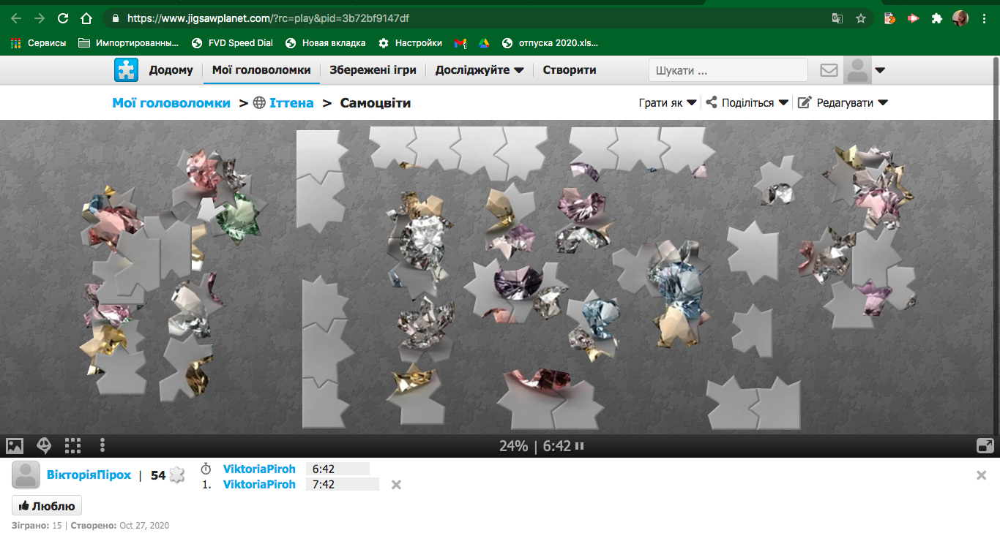 https://www.jigsawplanet.com/?rc=play&pid=3b72bf9147df
Сервисы Импортированны... FVD Speed Dial Новая вкладка Настройки отпуска 2020.xls...
Додому Мої головоломки Збережені ігри Досліджуйте Створити Шукати ...
Мої головоломки > Іттена > Самоцвіти Грати як Поділіться Редагувати
24% | 6:42
ВікторіяПірох | 54 ViktoriaPiroh 6:42
1. ViktoriaPiroh 7:42
Люблю
Зіграно: 15 | Створено: Oct 27, 2020